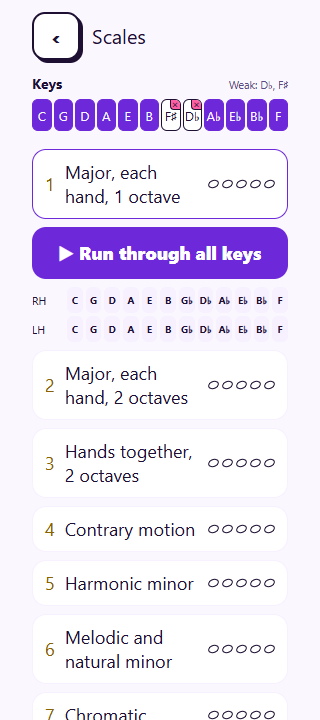 ‹ Scales
Keys Weak: D♭, F♯
C G D A E B F♯ D♭ A♭ E♭ B♭ F
1 Major, each
hand, 1 octave
▶ Run through all keys
RH C G D A E B G♭ D♭ A♭ E♭ B♭ F
LH C G D A E B G♭ D♭ A♭ E♭ B♭ F
2 Major, each
hand, 2 octaves
3 Hands together,
2 octaves
4 Contrary motion
5 Harmonic minor
6 Melodic and
natural minor
7 Chromatic